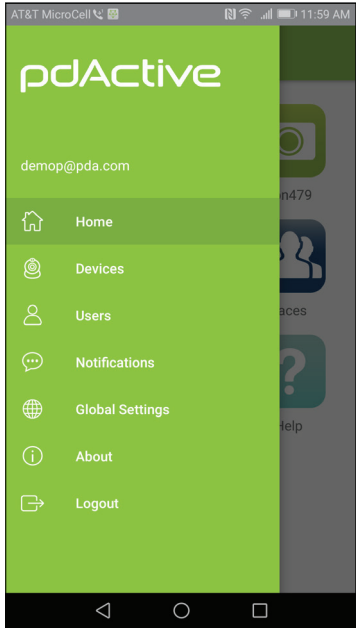 AT&T MicroCell
11:59 AM
pdActive
demop@pda.com
Home
Devices
Users
Notifications
Global Settings
About
Logout
on479
aces
?
Help